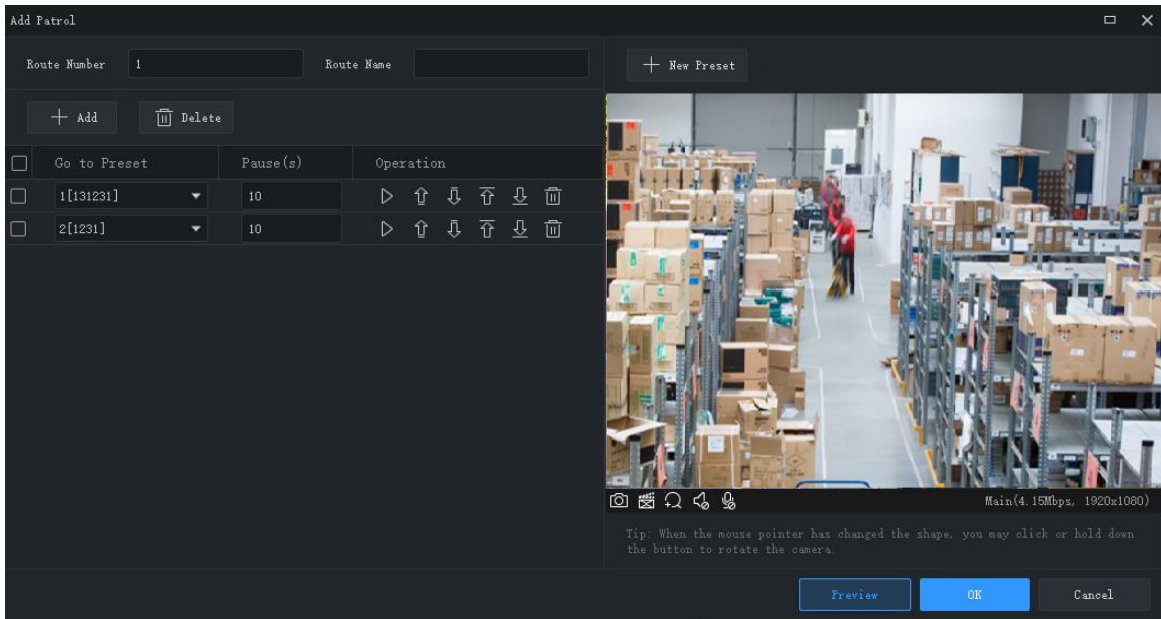 Add Patrol
Route Number 1 Route Name
New Preset
Add Delete
Go to Preset Pause(s) Operation
1[131231] 10
2[1231] 10
Main(4.15Mbps, 1920x1080)
Tip: When the mouse pointer has changed the shape, you may click or hold down
the button to rotate the camera.
Preview OK Cancel